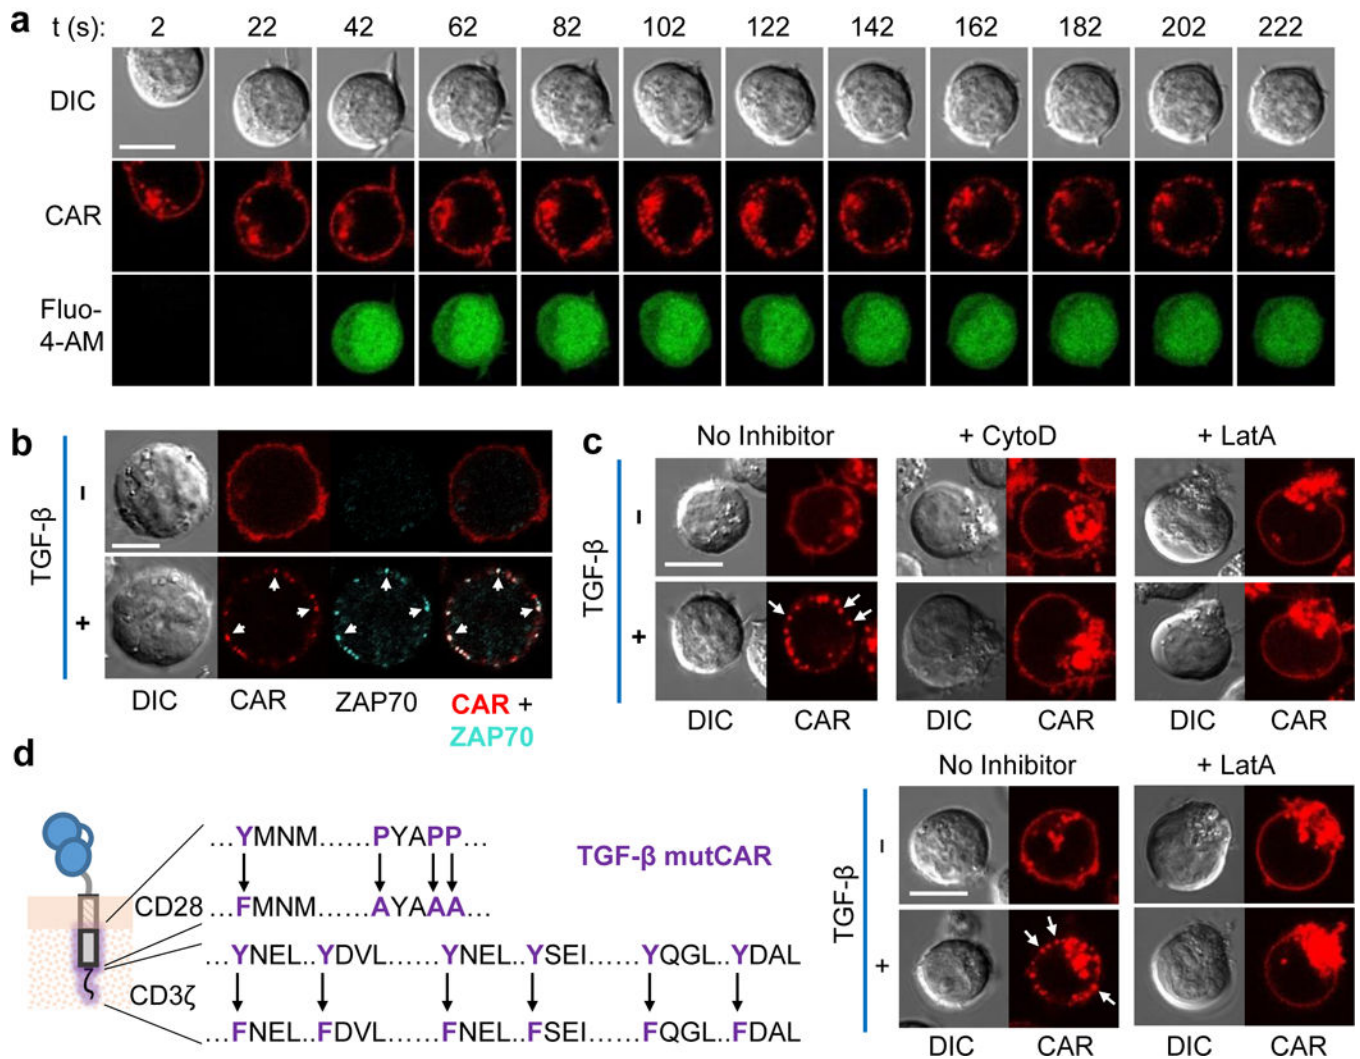 a t (s): 2 22 42 62 82 102 122 142 162 182 202 222
DIC
CAR
Fluo-
4-AM
b
TGF-β
-
+
DIC CAR ZAP70 CAR +
ZAP70
c
No Inhibitor + CytoD + LatA
TGF-β
-
+
DIC CAR DIC CAR DIC CAR
d
...YMNM......PYAPP...
TGF-β mutCAR
CD28 ...FMNM......AYAAA...
...YNEL..YDVL......YNEL..YSEI......YQGL..YDAL
CD3ζ
ζ
...FNEL..FDVL......FNEL..FSEI......FQGL..FDAL
No Inhibitor + LatA
TGF-β
-
+
DIC CAR DIC CAR